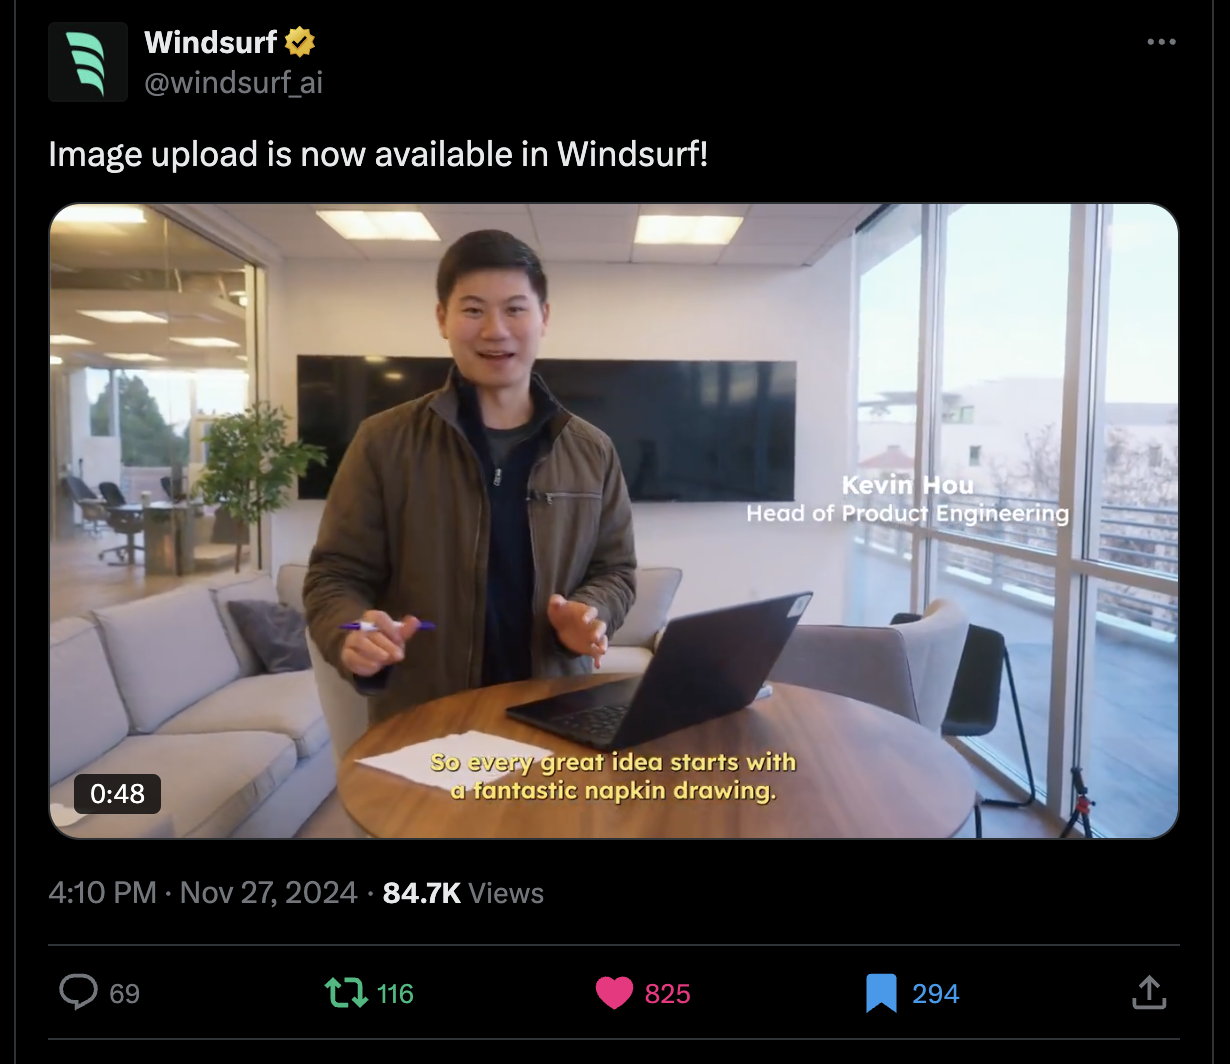 Windsurf
@windsurf_ai
Image upload is now available in Windsurf!
Kevin Hou
Head of Product Engineering
So every great idea starts with
a fantastic napkin drawing.
0:48
4:10 PM · Nov 27, 2024 · 84.7K Views
69 116 825 294